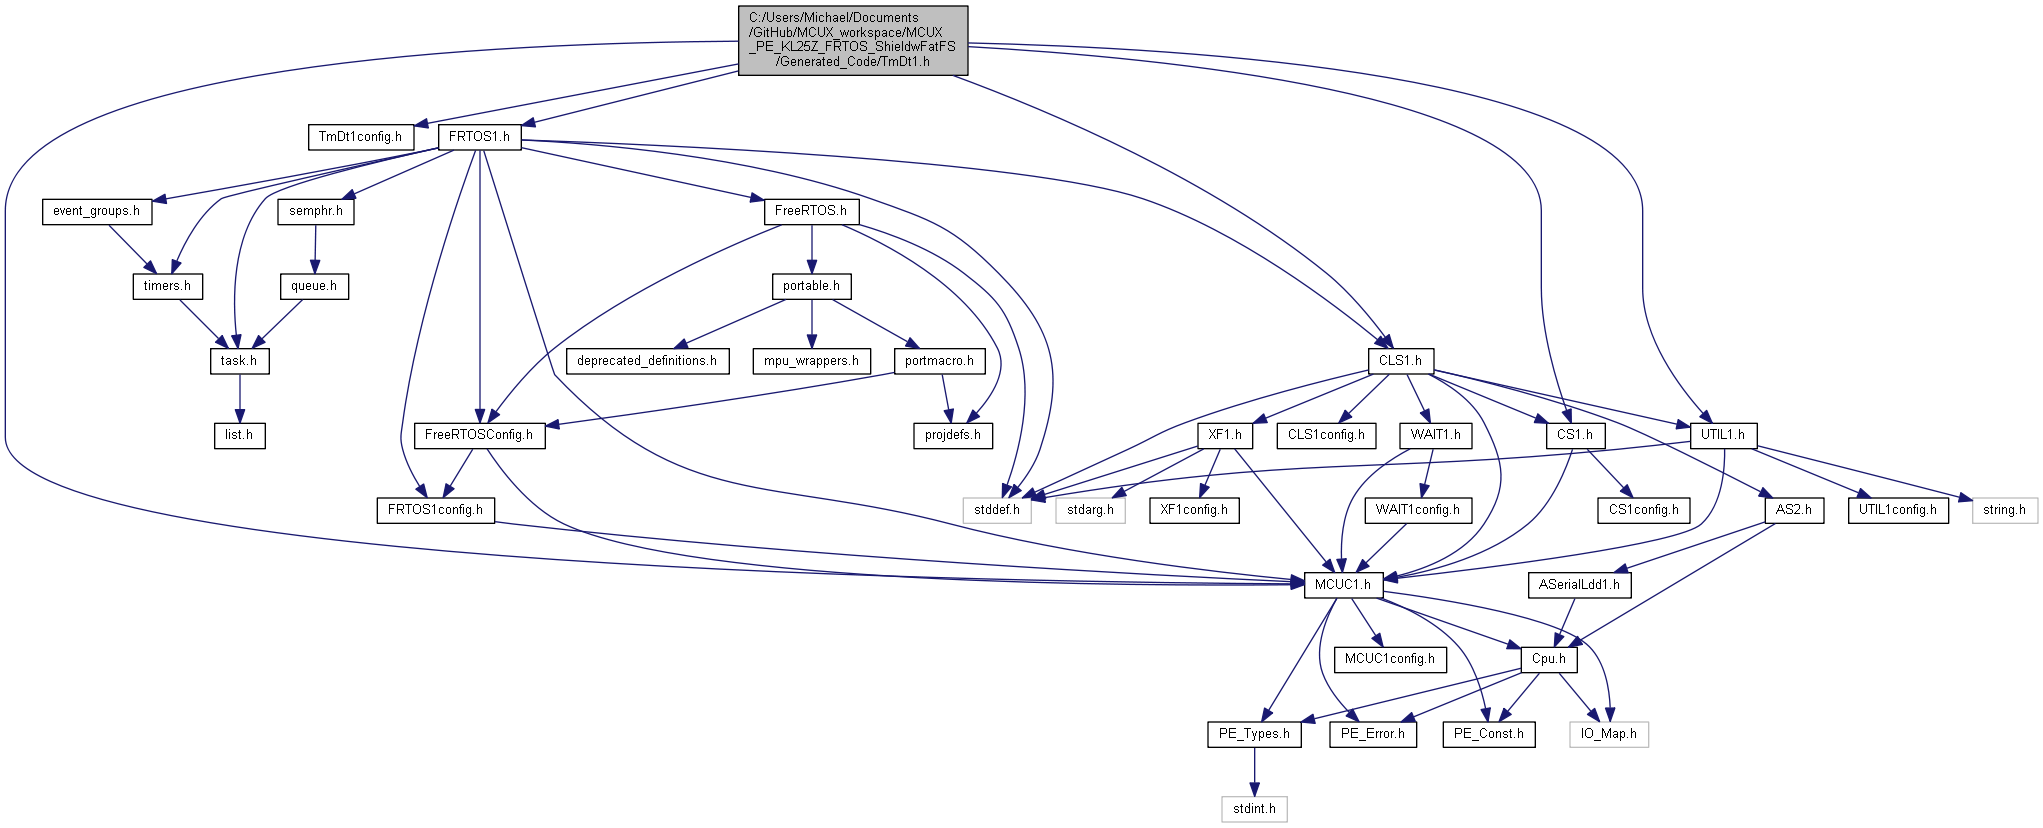 C:/Users/Michael/Documents
/GitHub/MCUX_workspace/MCUX
_PE_KL25Z_FRTOS_ShieldwFatFS
/Generated_Code/TmDt1.h
TmDt1config.h
FRTOS1.h
event_groups.h
semphr.h
FreeRTOS.h
timers.h
queue.h
portable.h
task.h
deprecated_definitions.h
mpu_wrappers.h
portmacro.h
CLS1.h
list.h
FreeRTOSConfig.h
projdefs.h
XF1.h
CLS1config.h
WAIT1.h
CS1.h
UTIL1.h
FRTOS1config.h
stddef.h
stdarg.h
XF1config.h
WAIT1config.h
CS1config.h
AS2.h
UTIL1config.h
string.h
MCUC1.h
ASerialLdd1.h
MCUC1config.h
Cpu.h
PE_Types.h
PE_Error.h
PE_Const.h
IO_Map.h
stdint.h